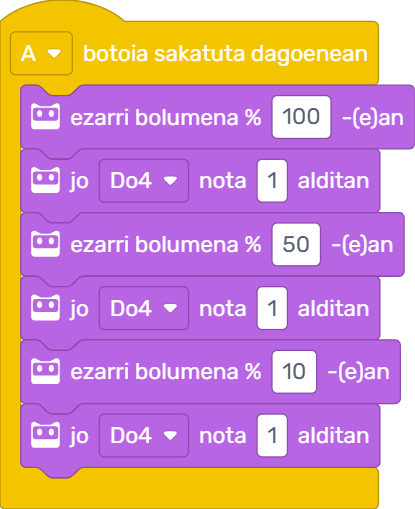 A botoia sakatuta dagoenean
ezarri bolumena % 100 -(e)an
jo Do4 nota 1 alditan
ezarri bolumena % 50 -(e)an
jo Do4 nota 1 alditan
ezarri bolumena % 10 -(e)an
jo Do4 nota 1 alditan